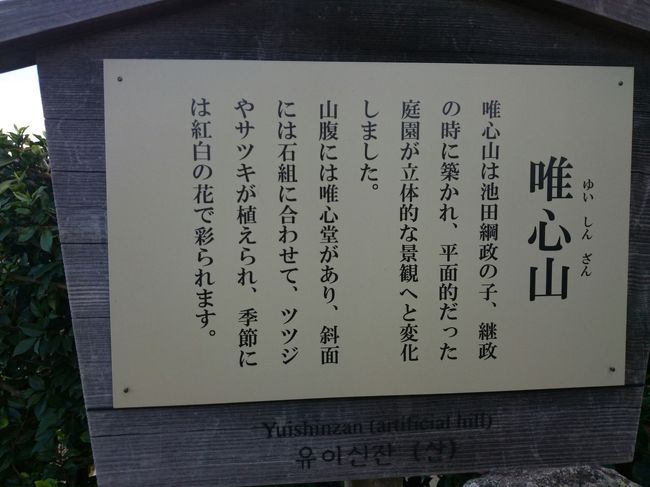 唯心山
ゆいしんざん
唯心山は池田綱政の子、継政
の時に築かれ、平面的だった
庭園が立体的な景観へと変化
しました。
山腹には唯心堂があり、斜面
には石組に合わせて、ツツジ
やサツキが植えられ、季節に
は紅白の花で彩られます。
Yuishinzan (artificial hill)
유이신잔 (산)